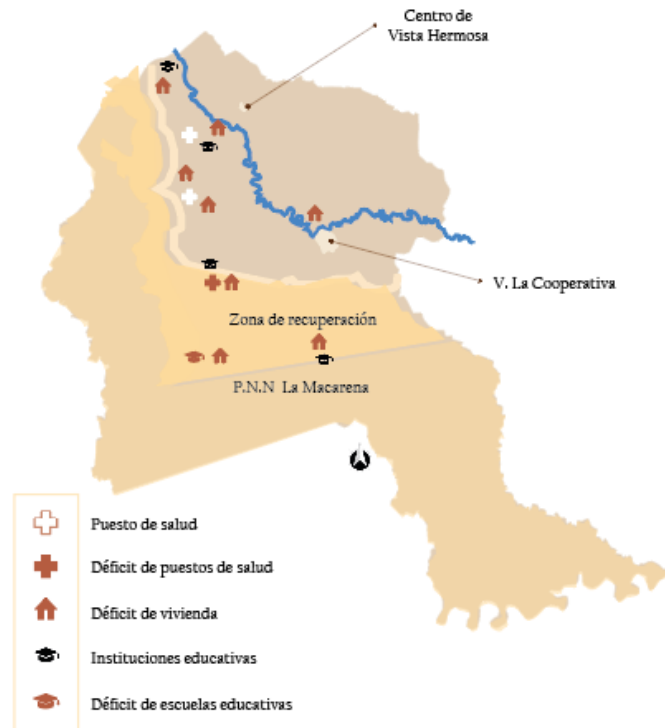 Centro de
Vista Hermosa
V. La Cooperativa
Zona de recuperación
P.N.N La Macarena
Puesto de salud
Déficit de puestos de salud
Déficit de vivienda
Instituciones educativas
Déficit de escuelas educativas